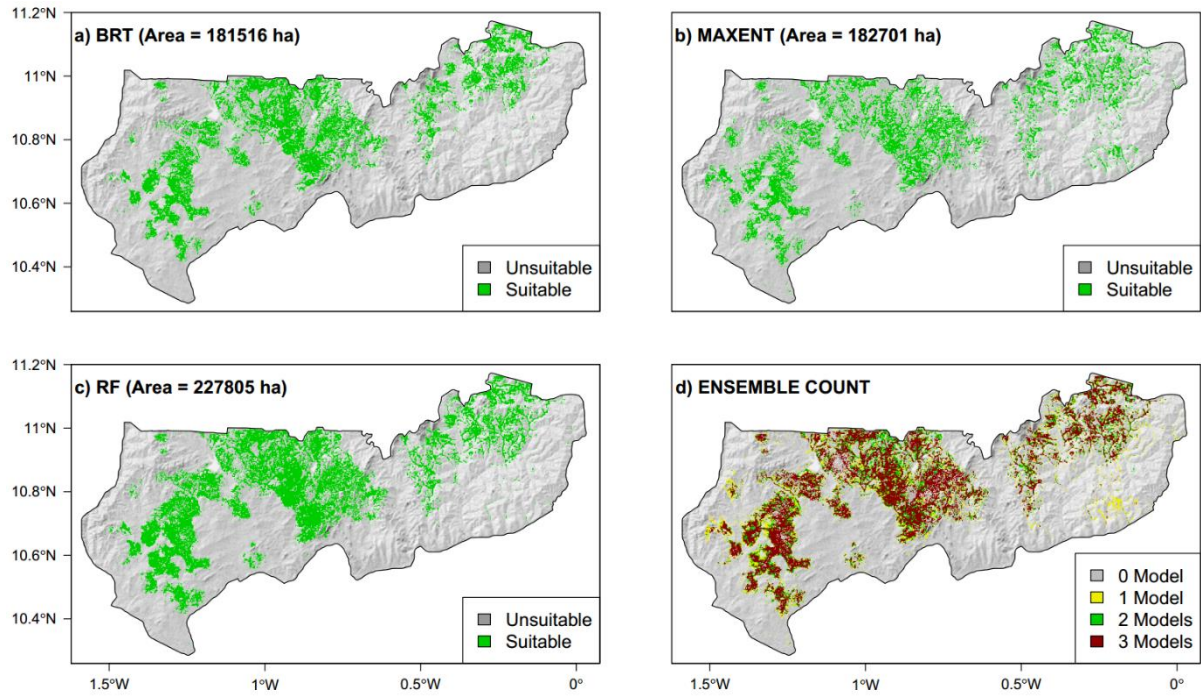 11.2°N
11°N
10.8°N
10.6°N
10.4°N
a) BRT (Area = 181516 ha)
Unsuitable
Suitable
b) MAXENT (Area = 182701 ha)
Unsuitable
Suitable
11.2°N
11°N
10.8°N
10.6°N
10.4°N
c) RF (Area = 227805 ha)
Unsuitable
Suitable
d) ENSEMBLE COUNT
0 Model
1 Model
2 Models
3 Models
1.5°W 1°W 0.5°W 0°
1.5°W 1°W 0.5°W 0°